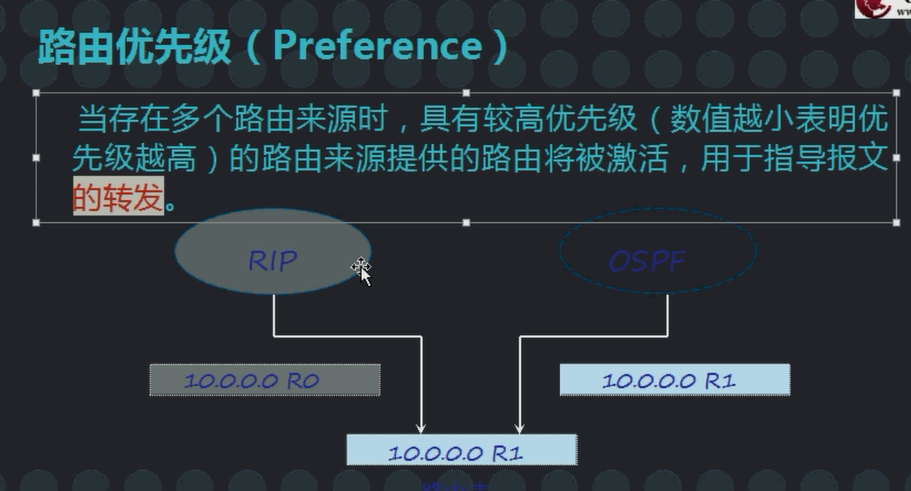 路由优先级（Preference）
当存在多个路由来源时，具有较高优先级（数值越小表明优
先级越高）的路由来源提供的路由将被激活，用于指导报文
的转发。
RIP
OSPF
10.0.0.0 R0
10.0.0.0 R1
10.0.0.0 R1